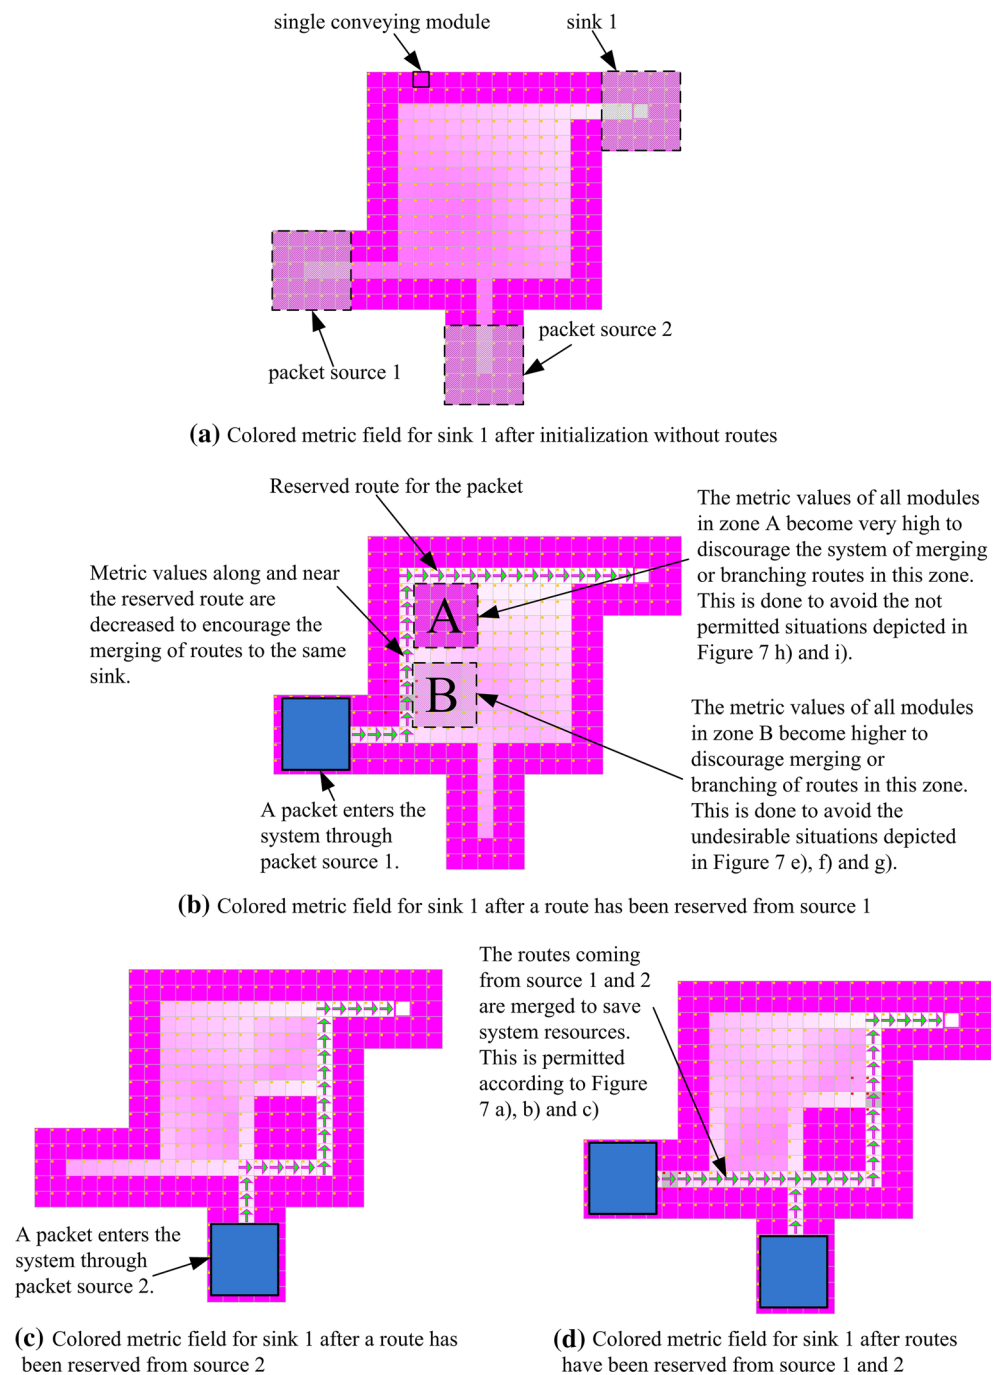 single conveying module
sink 1
packet source 2
packet source 1
(a) Colored metric field for sink 1 after initialization without routes
Reserved route for the packet
The metric values of all modules
in zone A become very high to
discourage the system of merging
or branching routes in this zone.
This is done to avoid the not
permitted situations depicted in
Figure 7 h) and i).
Metric values along and near
the reserved route are
decreased to encourage the
merging of routes to the same
sink.
A
B
The metric values of all modules
in zone B become higher to
discourage merging or
branching of routes in this zone.
This is done to avoid the
undesirable situations depicted
in Figure 7 e), f) and g).
A packet enters the
system through
packet source 1.
(b) Colored metric field for sink 1 after a route has been reserved from source 1
The routes coming
from source 1 and 2
are merged to save
system resources.
This is permitted
according to Figure
7 a), b) and c)
A packet enters the
system through
packet source 2.
(c) Colored metric field for sink 1 after a route has
been reserved from source 2
(d) Colored metric field for sink 1 after routes
have been reserved from source 1 and 2